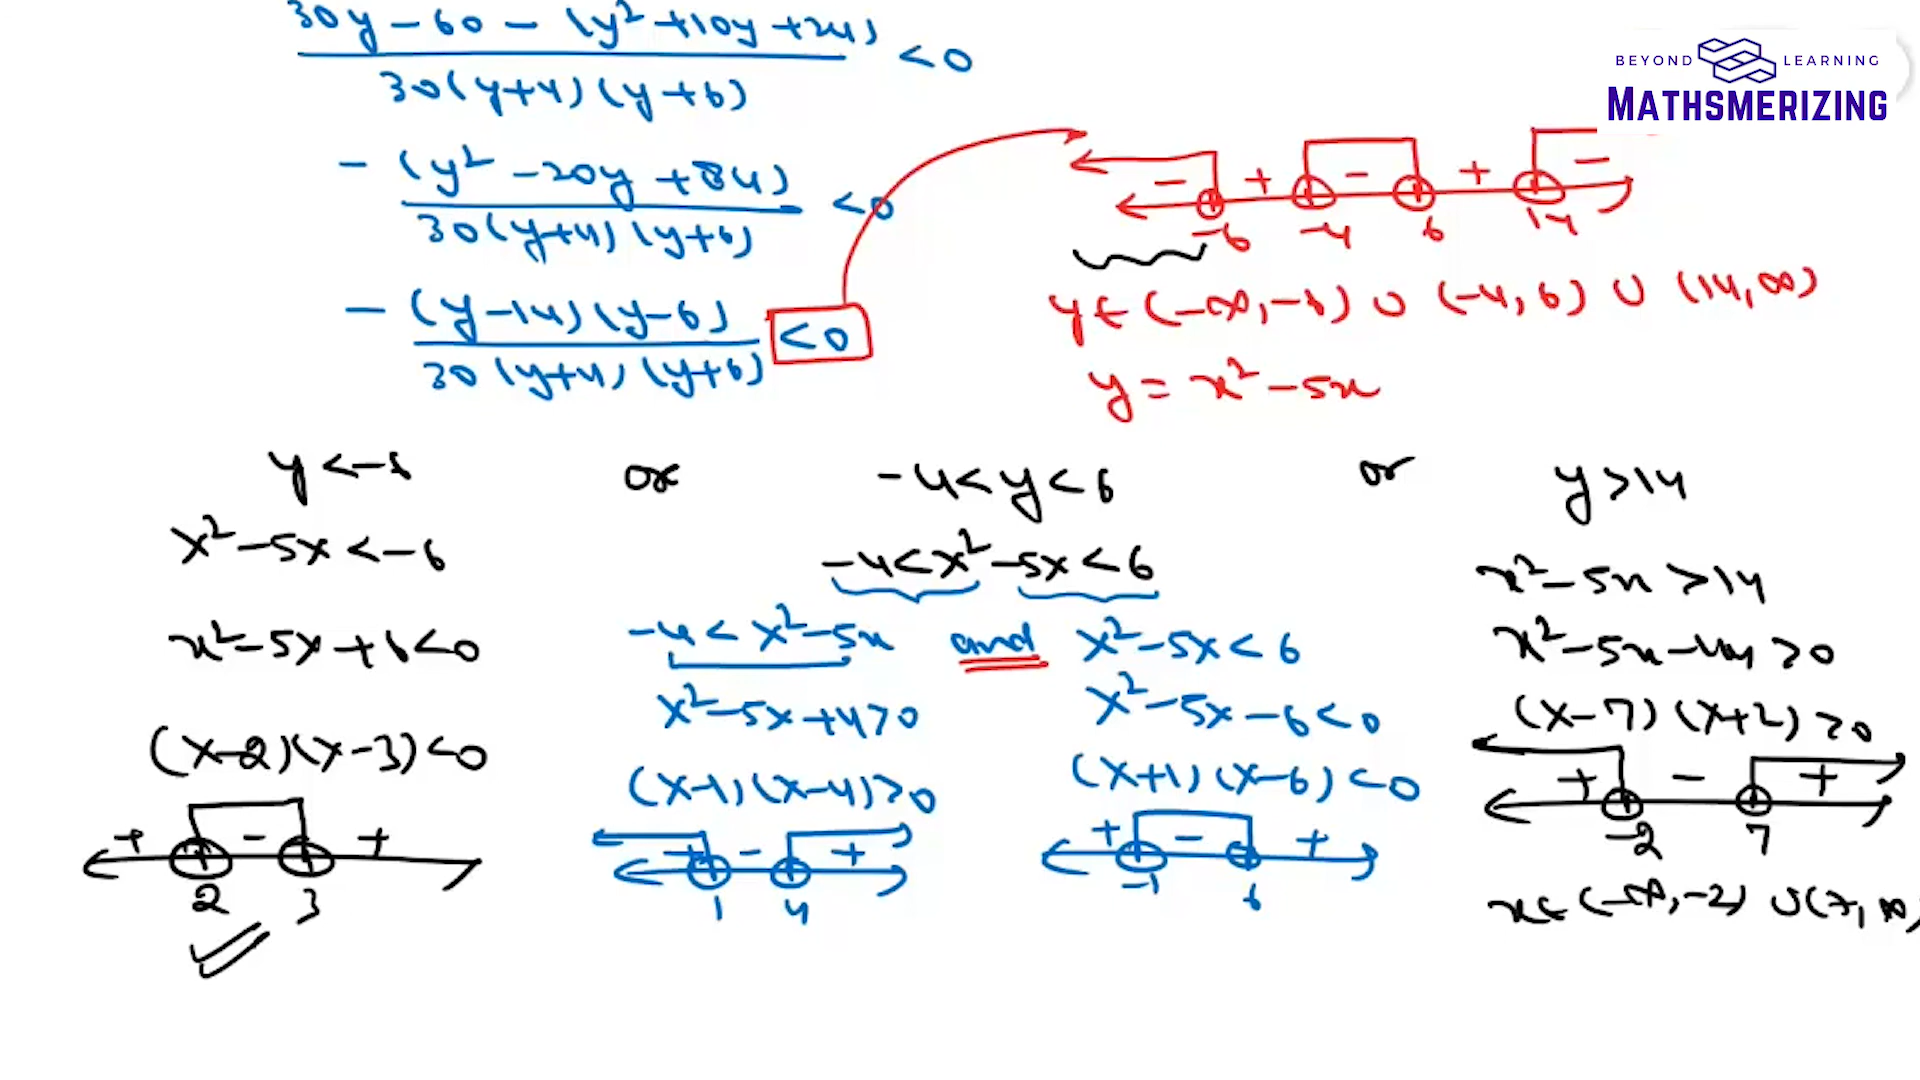 BEYOND LEARNING
MATHSMERIZING
30y - 60 - (y² + 10y + 24) / 30(y+4)(y+6) < 0
- (y² - 20y + 84) / 30(y+4)(y+6) < 0
- (y-14)(y-6) / 30(y+4)(y+6) < 0
- + - + -
-6 -4 6 14
y ∈ (-∞, -6) ∪ (-4, 6) ∪ (14, ∞)
y = x² - 5x
y < -6 or -4 < y < 6 or y > 14
x² - 5x < -6
x² - 5x + 6 < 0
(x-2)(x-3) < 0
+ - +
2 3
-4 < x² - 5x < 6
-4 < x² - 5x and x² - 5x < 6
x² - 5x + 4 > 0
(x-1)(x-4) > 0
+ - +
1 4
x² - 5x - 6 < 0
(x+1)(x-6) < 0
+ - +
-1 6
x² - 5x > 14
x² - 5x - 14 > 0
(x-7)(x+2) > 0
+ - +
-2 7
x ∈ (-∞, -2) ∪ (7, ∞)